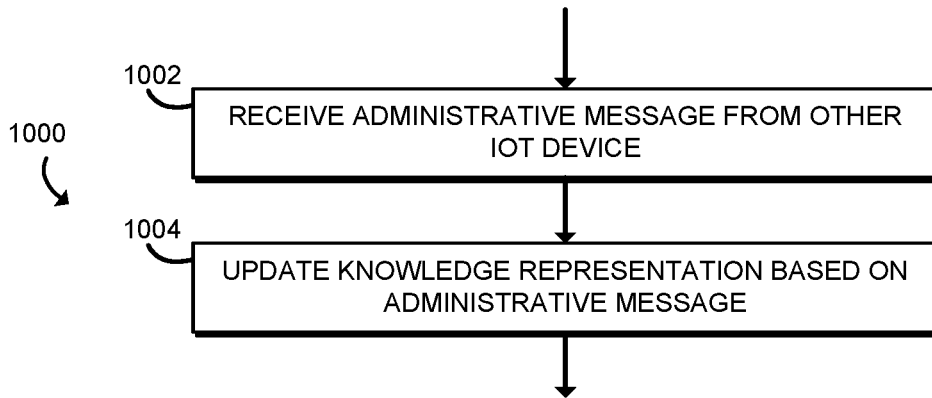 1002
RECEIVE ADMINISTRATIVE MESSAGE FROM OTHER
IOT DEVICE
1000
1004
UPDATE KNOWLEDGE REPRESENTATION BASED ON
ADMINISTRATIVE MESSAGE